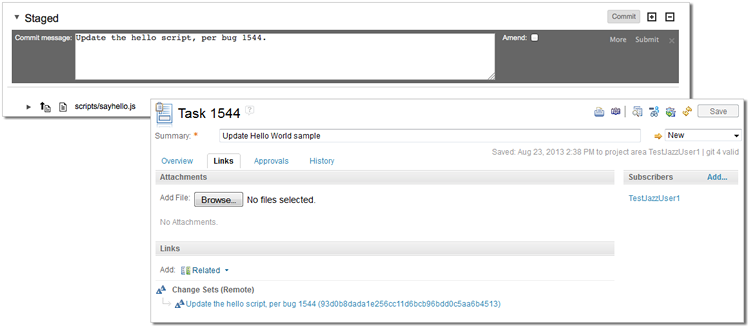 Staged
Commit
Commit message: Update the hello script, per bug 1544.
Amend:
More Submit
scripts/sayhello.js
Task 1544
Save
Summary: * Update Hello World sample
New
Saved: Aug 23, 2013 2:38 PM to project area TestJazzUser1 | git 4 valid
Overview Links Approvals History
Attachments
Subscribers Add...
Add File: Browse... No files selected.
TestJazzUser1
No Attachments.
Links
Add: Related
Change Sets (Remote)
Update the hello script, per bug 1544 (93d0b8dada1e256cc11d6bcb96bdd0c5aa6b4513)